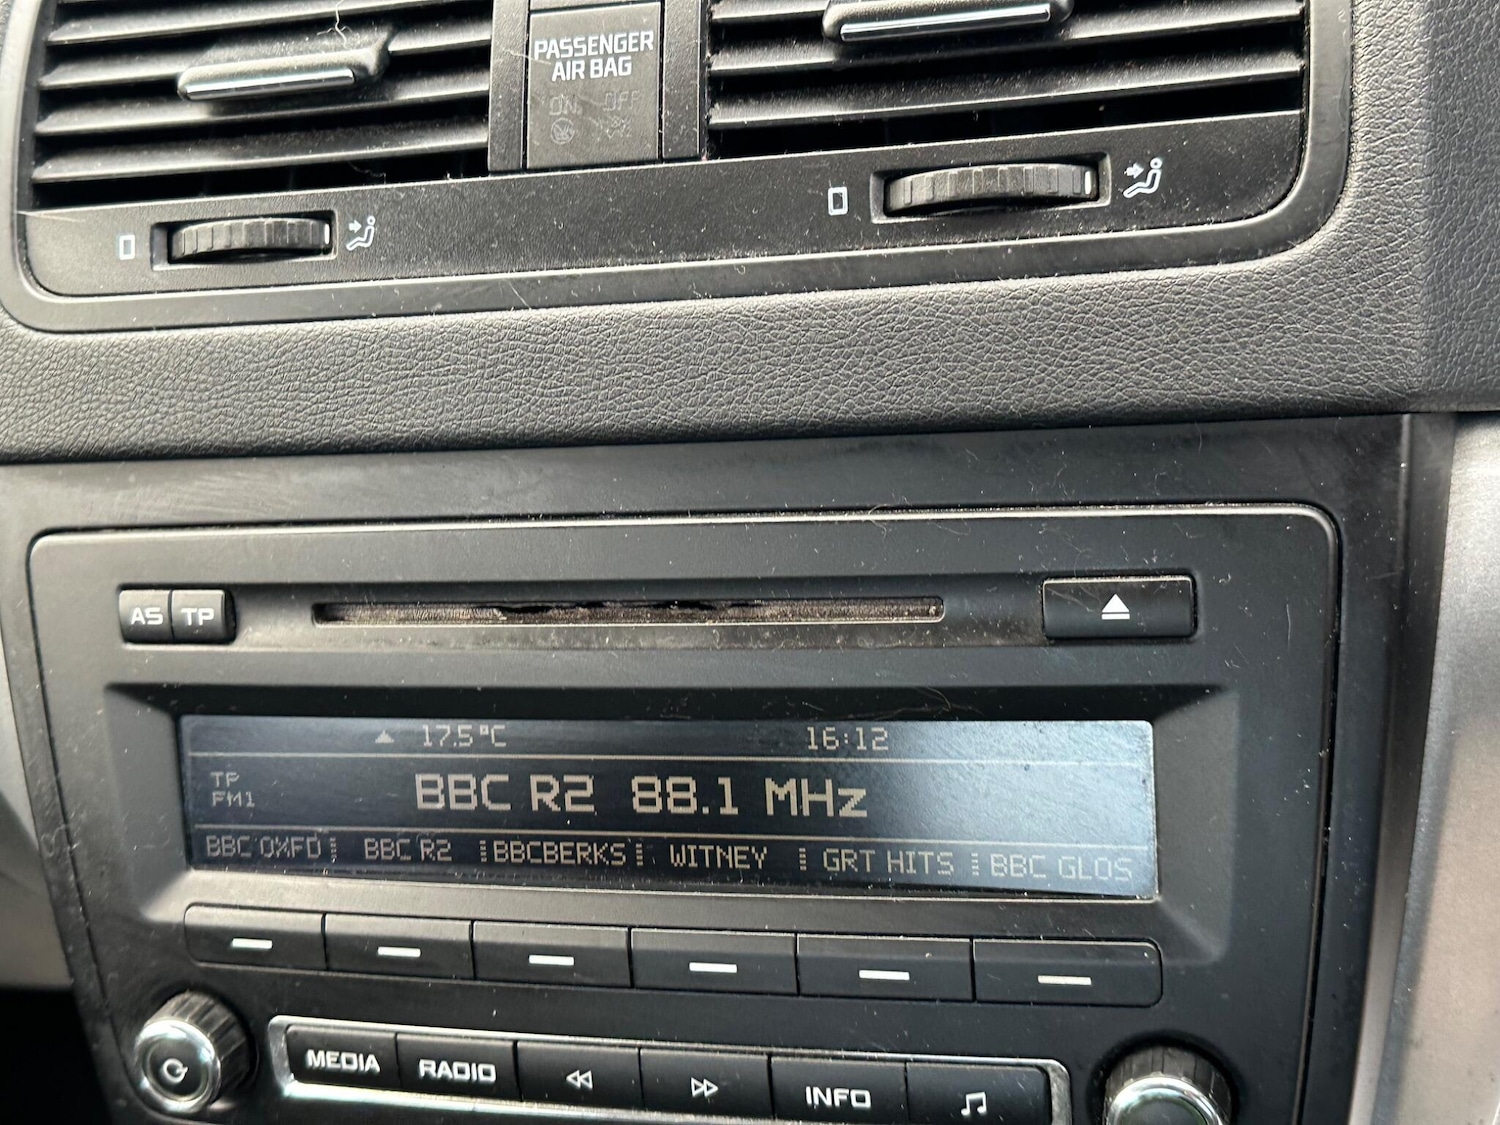 PASSENGER
AIR BAG
ON OFF
AS TP
17.5°C 16:12
TP
FM1
BBC R2 88.1 MHz
BBC OXFD BBC R2 BBCBERKS WITNEY GRT HITS BBC GLOS
MEDIA RADIO INFO